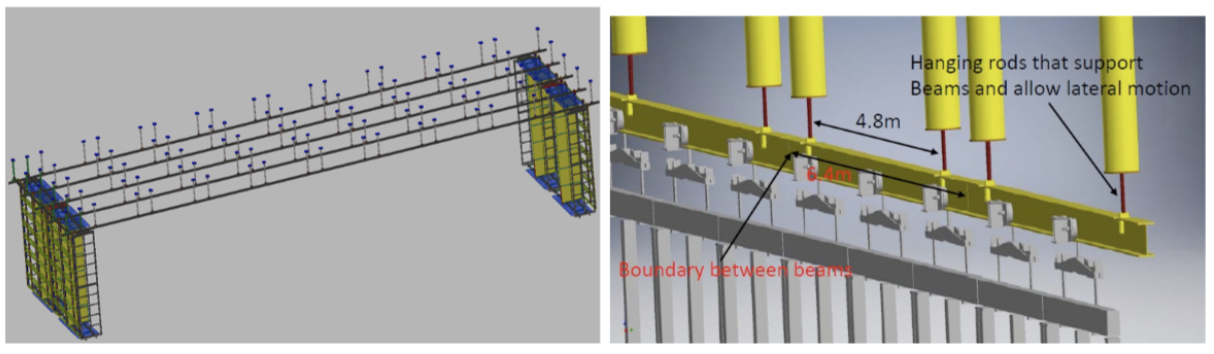 Hanging rods that support
Beams and allow lateral motion
4.8m
6.4m
Boundary between beams